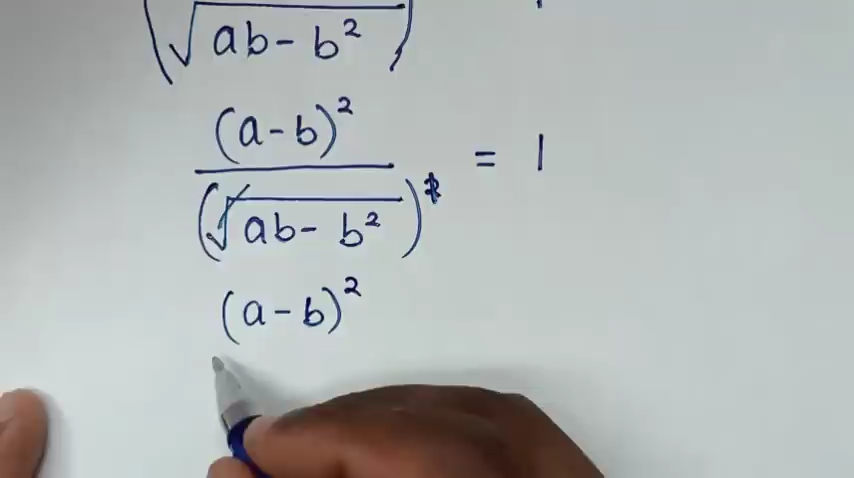 (√(ab - b²))
(a - b)² / (√(ab - b²))² = 1
(a - b)²